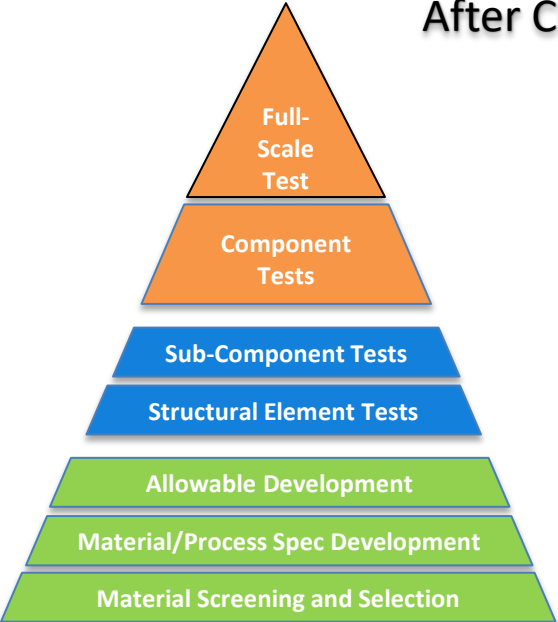 After C
Full-
Scale
Test
Component
Tests
Sub-Component Tests
Structural Element Tests
Allowable Development
Material/Process Spec Development
Material Screening and Selection